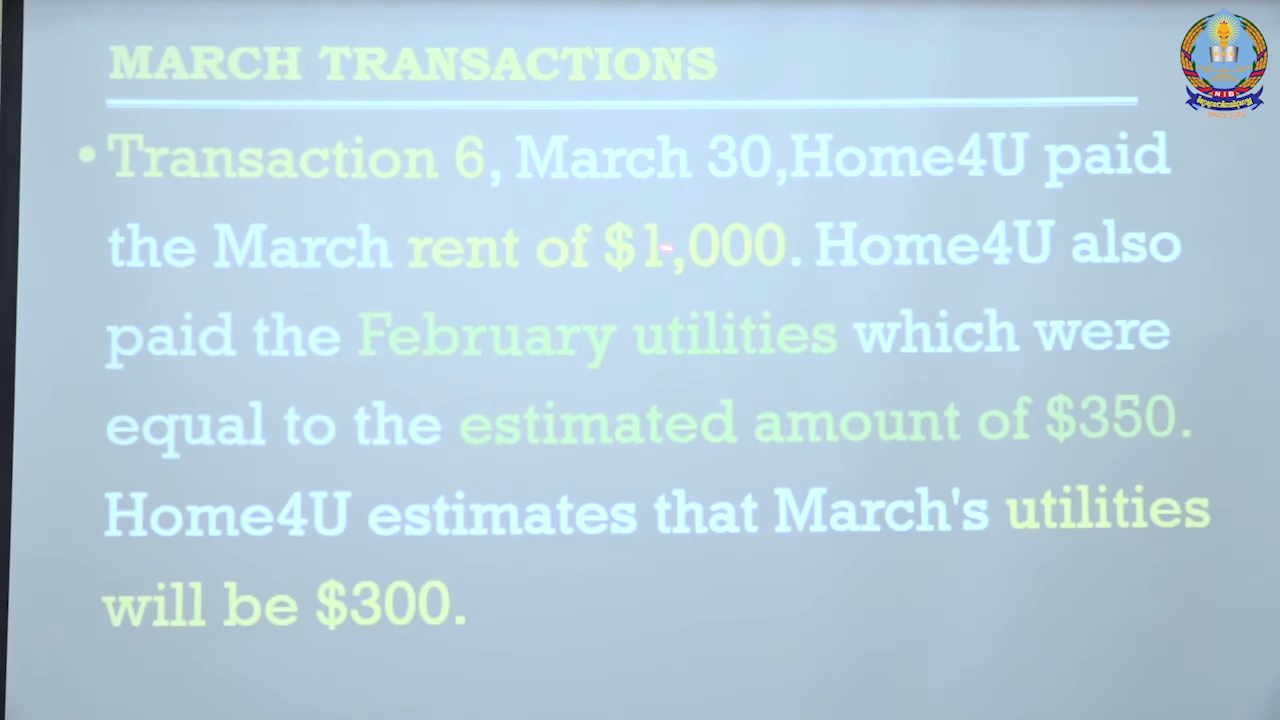 MARCH TRANSACTIONS
• Transaction 6, March 30,Home4U paid
the March rent of $1,000. Home4U also
paid the February utilities which were
equal to the estimated amount of $350.
Home4U estimates that March's utilities
will be $300.
NIB